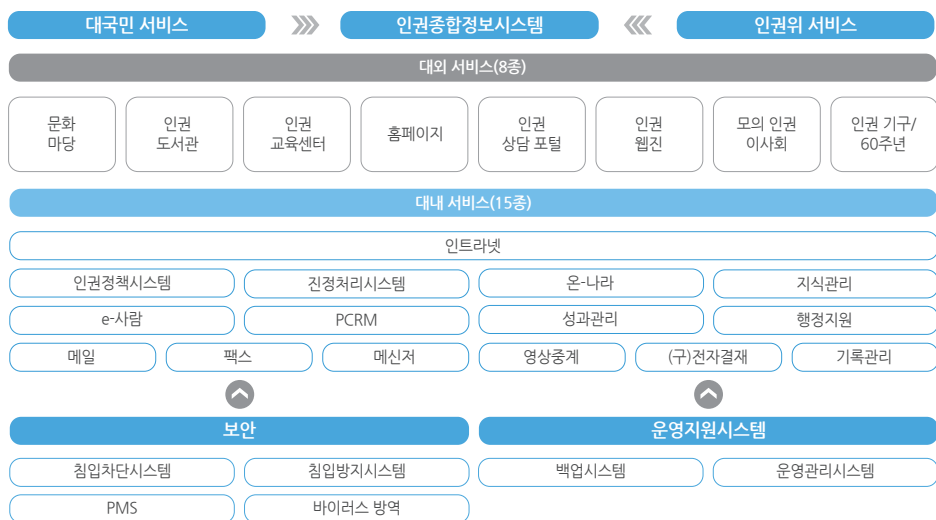 대국민 서비스
인권종합정보시스템
인권위 서비스
대외 서비스(8종)
문화
마당
인권
도서관
인권
교육센터
홈페이지
인권
상담 포털
인권
웹진
모의 인권
이사회
인권 기구/
60주년
대내 서비스(15종)
인트라넷
인권정책시스템
진정처리시스템
온-나라
지식관리
e-사람
PCRM
성과관리
행정지원
메일
팩스
메신저
영상중계
(구)전자결재
기록관리
보안
운영지원시스템
침입차단시스템
침입방지시스템
백업시스템
운영관리시스템
PMS
바이러스 방역